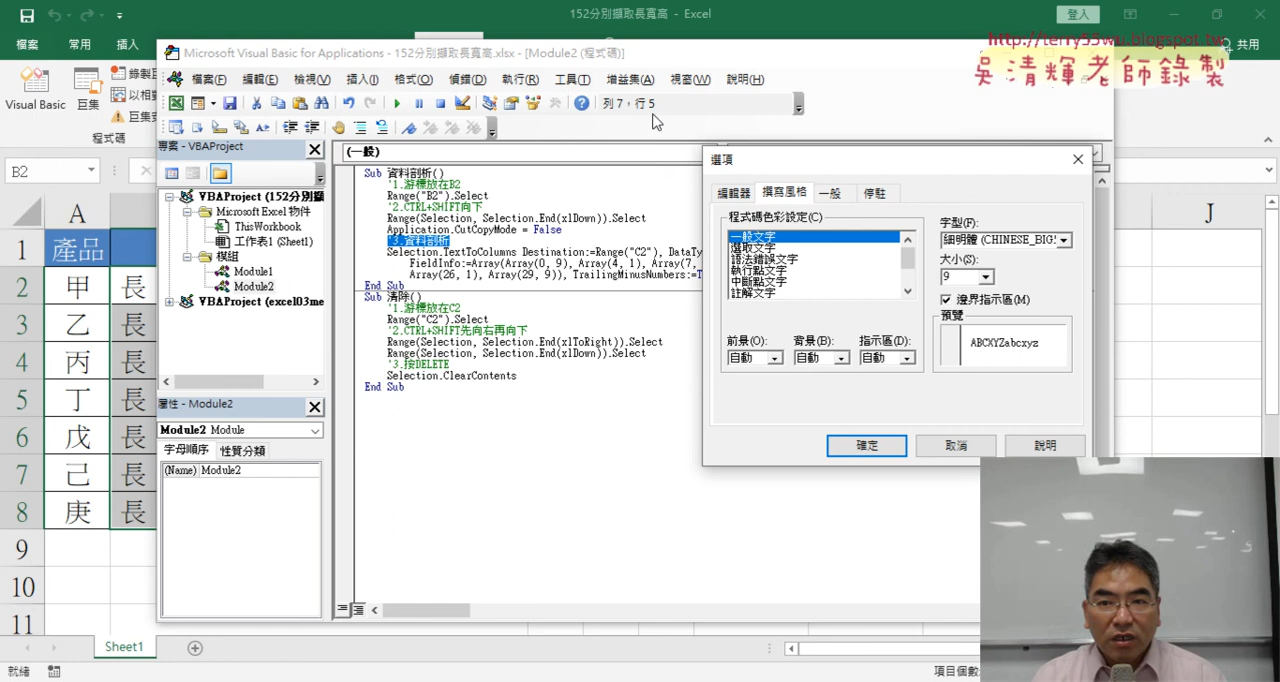 152分別擷取長寬高 - Excel
登入
檔案
常用
插入
共用
http://terry55wu.blogspot.tw
吳清輝老師錄製
Microsoft Visual Basic for Applications - 152分別擷取長寬高.xlsx - [Module2 (程式碼)]
檔案(F) 編輯(E) 檢視(V) 插入(I) 格式(O) 偵錯(D) 執行(R) 工具(T) 增益集(A) 視窗(W) 說明(H)
列 7，行 5
Visual Basic
巨集
錄製巨
以相
巨集安
程式碼
B2
專案 - VBAProject
VBAProject (152分別擷
Microsoft Excel 物件
ThisWorkbook
工作表1 (Sheet1)
模組
Module1
Module2
VBAProject (excel03me
屬性 - Module2
Module2 Module
字母順序
性質分類
(Name) Module2
(一般)
Sub 資料剖析()
'1.游標放在B2
Range("B2").Select
'2.CTRL+SHIFT向下
Range(Selection, Selection.End(xlDown)).Select
Application.CutCopyMode = False
'3.資料剖析
Selection.TextToColumns Destination:=Range("C2"), DataTy
FieldInfo:=Array(Array(0, 9), Array(4, 1), Array(7,
Array(26, 1), Array(29, 9)), TrailingMinusNumbers:=T
End Sub
Sub 清除()
'1.游標放在C2
Range("C2").Select
'2.CTRL+SHIFT先向右再向下
Range(Selection, Selection.End(xlToRight)).Select
Range(Selection, Selection.End(xlDown)).Select
'3.按DELETE
Selection.ClearContents
End Sub
選項
編輯器
撰寫風格
一般
停駐
程式碼色彩設定(C)
一般文字
選取文字
語法錯誤文字
執行點文字
中斷點文字
註解文字
前景(O):
背景(B):
指示區(D):
自動
自動
自動
字型(F):
細明體 (CHINESE_BIG!
大小(S):
9
邊界指示區(M)
預覽
ABCXYZabcxyz
確定
取消
說明
A
J
1 產品
2 甲 長
3 乙 長
4 丙 長
5 丁 長
6 戊 長
7 己 長
8 庚 長
9
10
11
Sheet1
就緒
項目個數